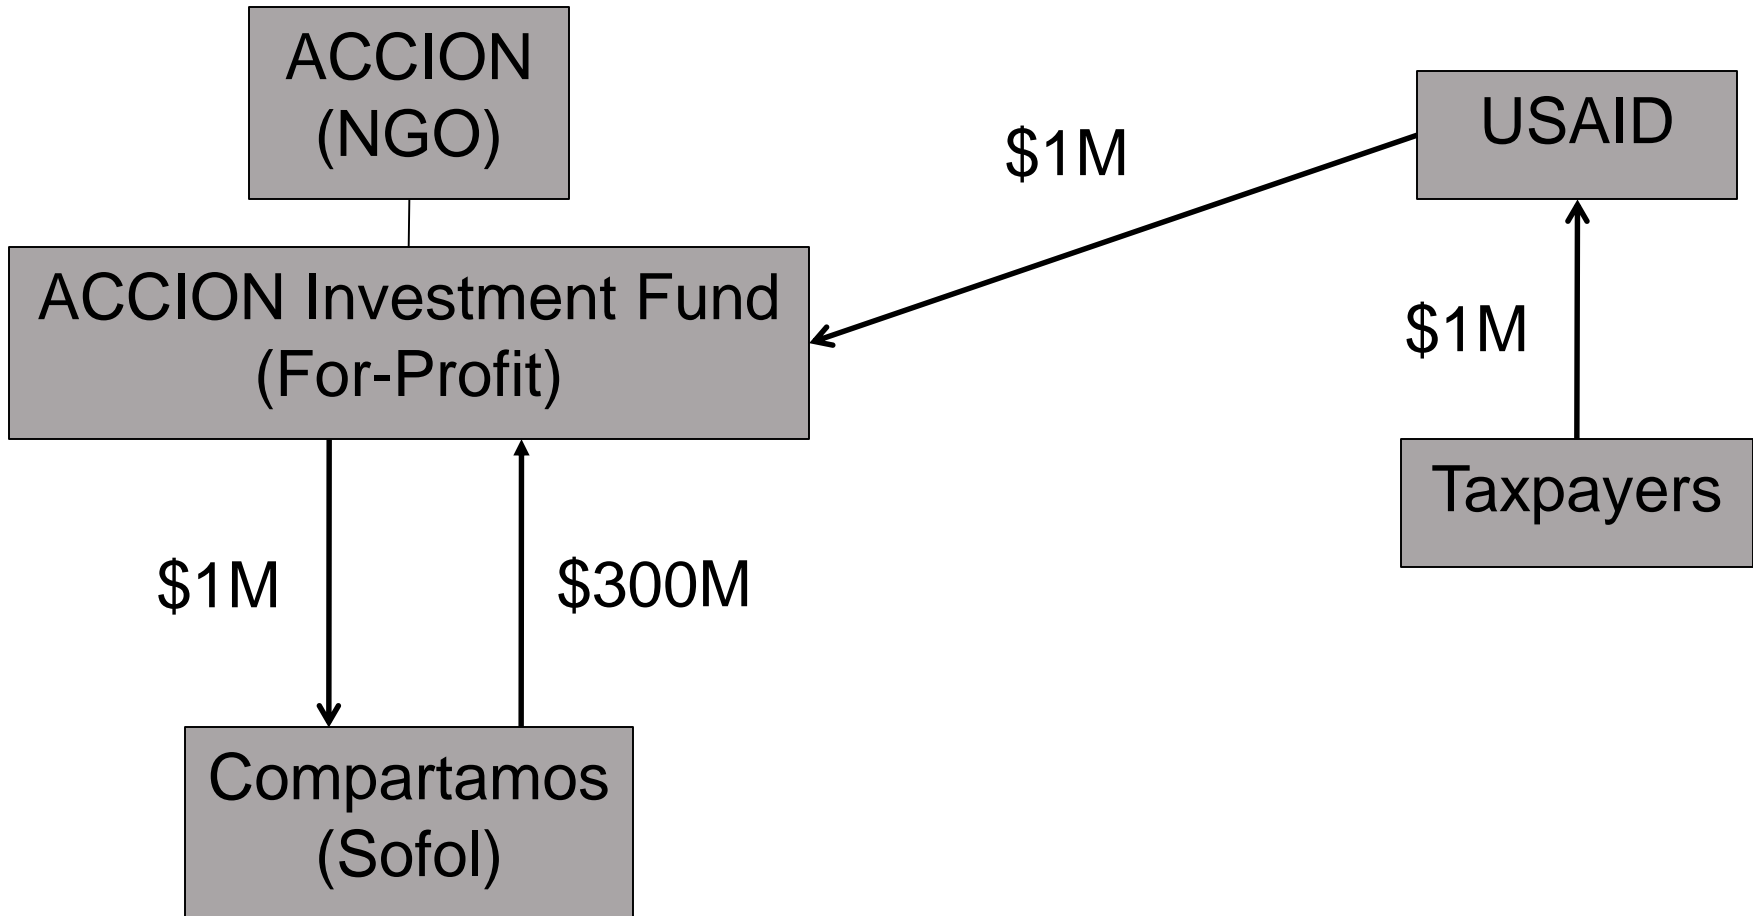 ACCION
(NGO)
USAID
$1M
ACCION Investment Fund
(For-Profit)
$1M
Taxpayers
$1M
$300M
Compartamos
(Sofol)